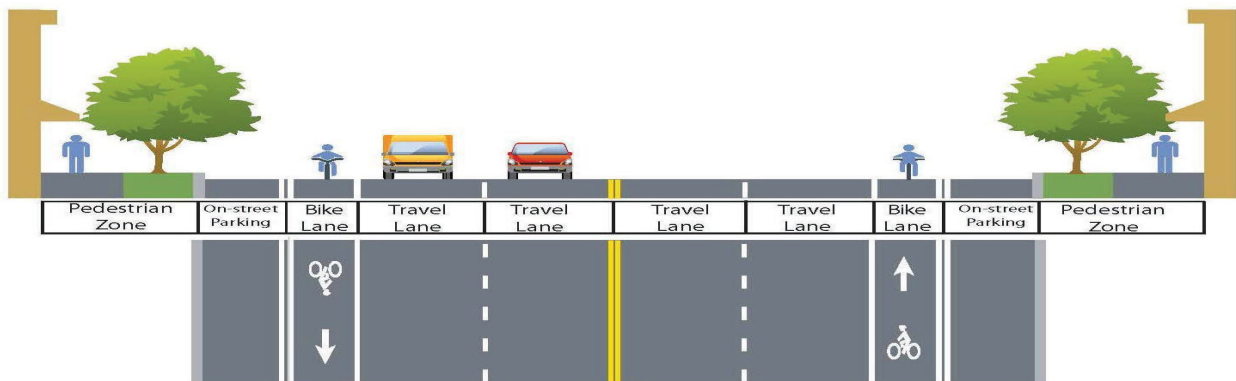 Pedestrian
Zone
On-street
Parking
Bike
Lane
Travel
Lane
Travel
Lane
Travel
Lane
Travel
Lane
Bike
Lane
On-street
Parking
Pedestrian
Zone